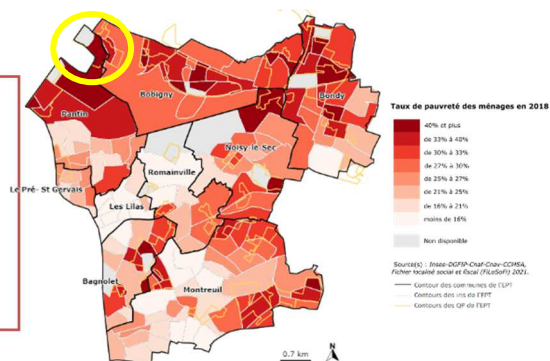 Bobigny
Bondy
Pantin
Noisy-le-Sec
Romainville
Le Pré- St Gervais
Les Lilas
Bagnolet
Montreuil
0.7 km
N
Taux de pauvreté des ménages en 2018
40% et plus
de 33% à 40%
de 30% à 33%
de 27% à 30%
de 25% à 27%
de 21% à 25%
de 16% à 21%
moins de 16%
Non disponible
Source(s) : Insee-DGFIP-Cnaf-Cnav-CCMSA,
Fichier localisé social et fiscal (FiLoSoFi) 2021.
Contour des communes de l'EPT
Contours des iris de l'EPT
Contours des QP de l'EPT